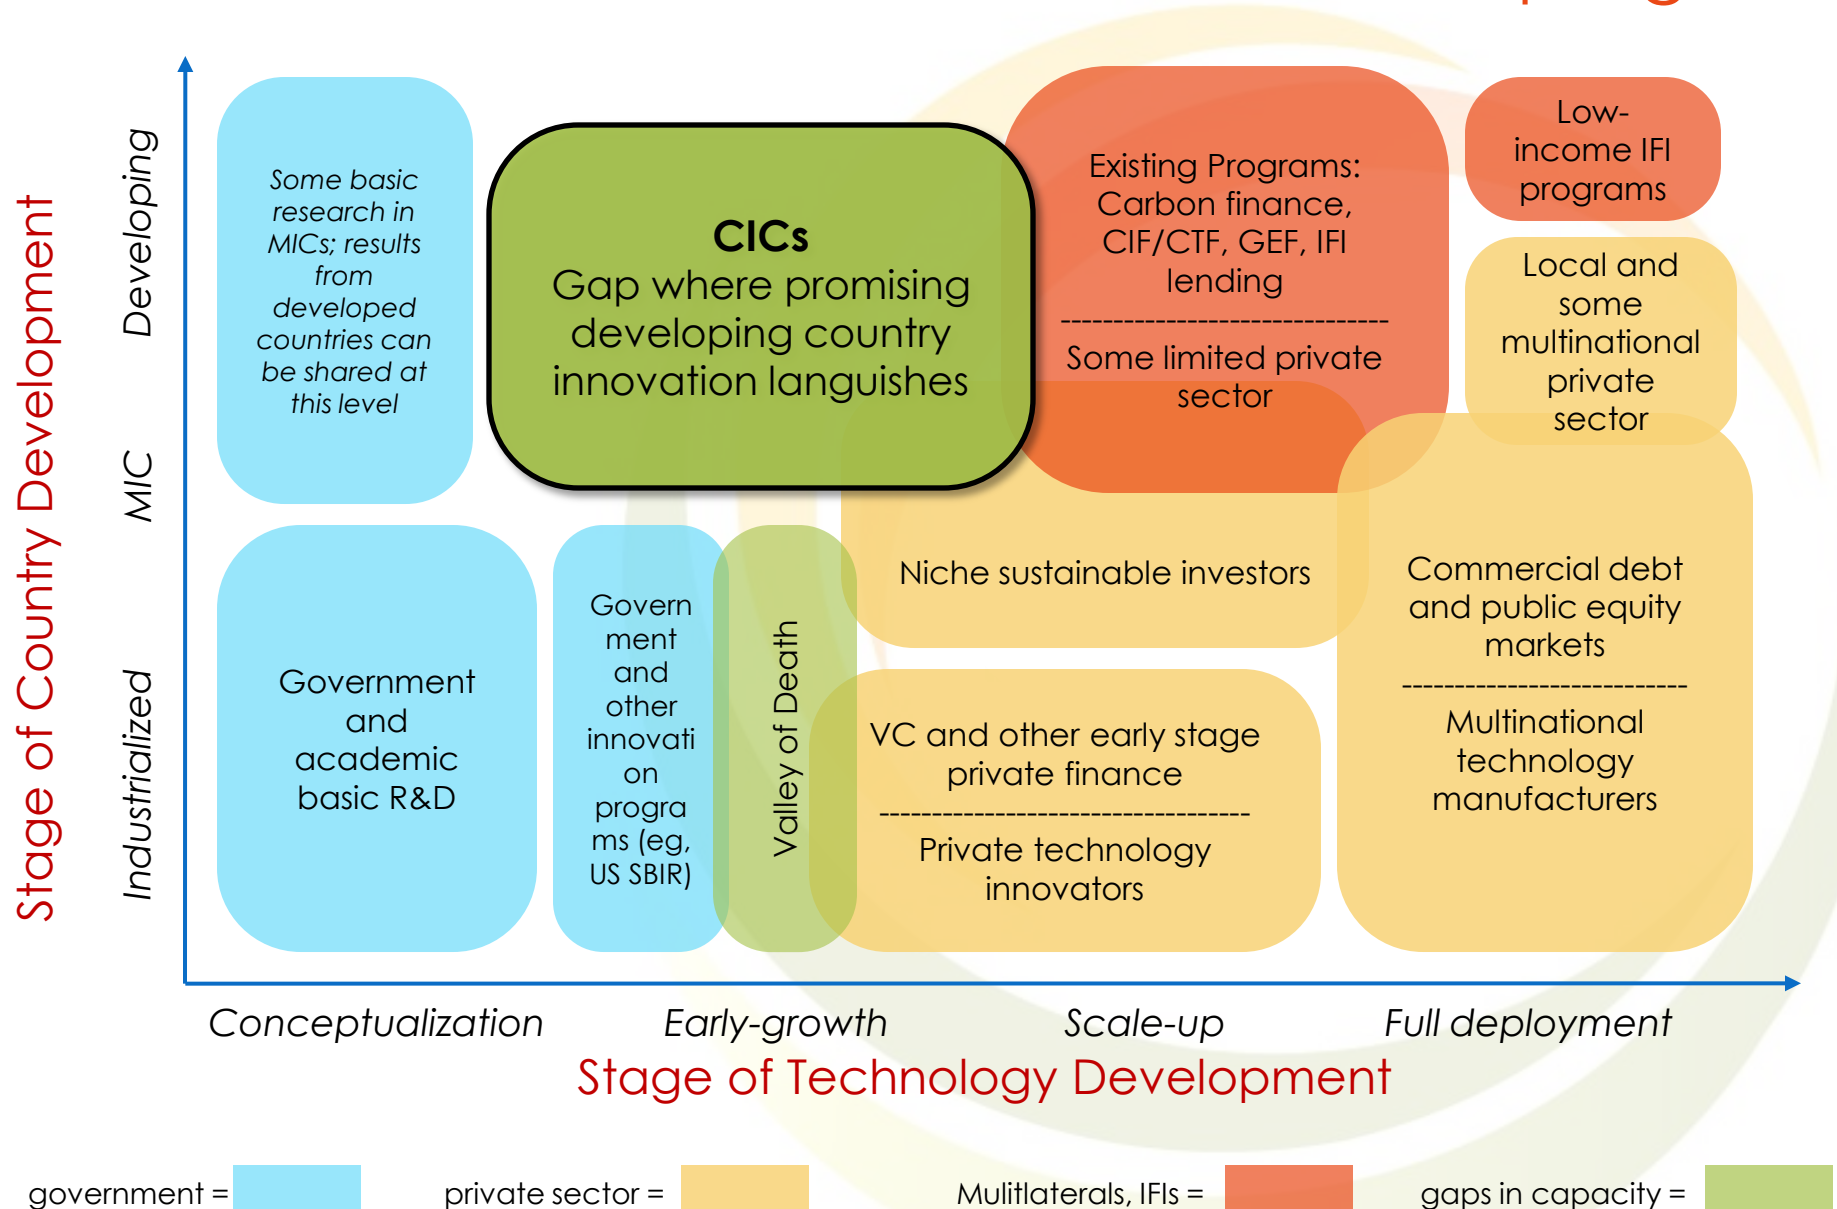 Stage of Country Development
Developing
MIC
Industrialized
Some basic
research in
MICs; results
from
developed
countries can
be shared at
this level
CICs
Gap where promising
developing country
innovation languishes
Existing Programs:
Carbon finance,
CIF/CTF, GEF, IFI
lending
-------------------------------
Some limited private
sector
Low-
income IFI
programs
Local and
some
multinational
private
sector
Government
and
academic
basic R&D
Govern
ment
and
other
innovati
on
progra
ms (eg,
US SBIR)
Valley of Death
Niche sustainable investors
VC and other early stage
private finance
-----------------------------------
Private technology
innovators
Commercial debt
and public equity
markets
---------------------------
Multinational
technology
manufacturers
Conceptualization
Early-growth
Scale-up
Full deployment
Stage of Technology Development
government =
private sector =
Mulitlaterals, IFIs =
gaps in capacity =